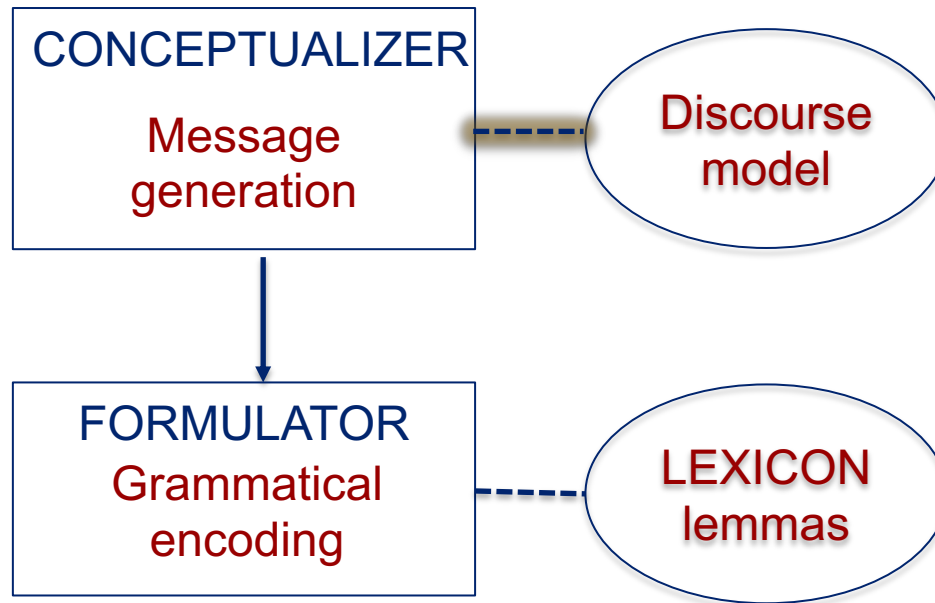 CONCEPTUALIZER
Message
generation
Discourse
model
FORMULATOR
Grammatical
encoding
LEXICON
lemmas